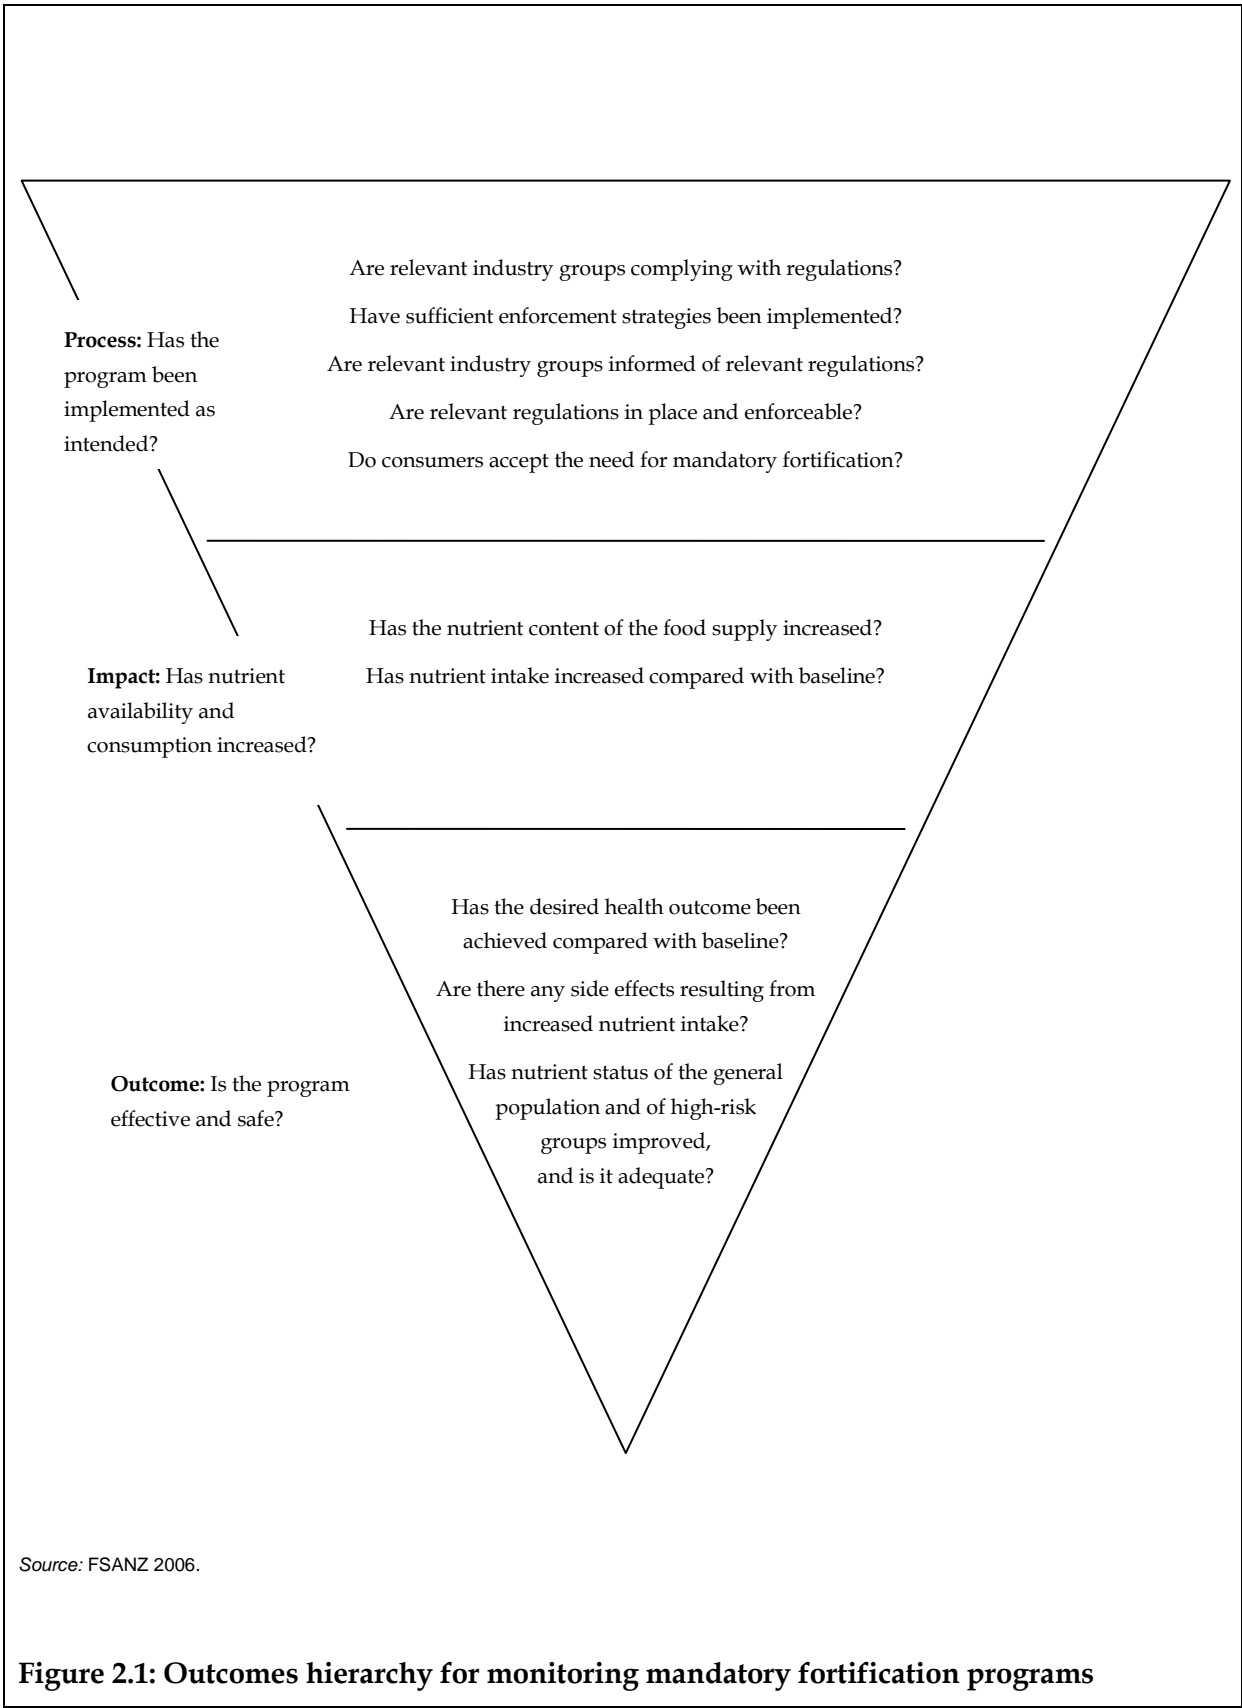 Are relevant industry groups complying with regulations?
Have sufficient enforcement strategies been implemented?
Are relevant industry groups informed of relevant regulations?
Are relevant regulations in place and enforceable?
Do consumers accept the need for mandatory fortification?
Process: Has the
program been
implemented as
intended?
Has the nutrient content of the food supply increased?
Has nutrient intake increased compared with baseline?
Impact: Has nutrient
availability and
consumption increased?
Has the desired health outcome been
achieved compared with baseline?
Are there any side effects resulting from
increased nutrient intake?
Has nutrient status of the general
population and of high-risk
groups improved,
and is it adequate?
Outcome: Is the program
effective and safe?
Source: FSANZ 2006.
Figure 2.1: Outcomes hierarchy for monitoring mandatory fortification programs